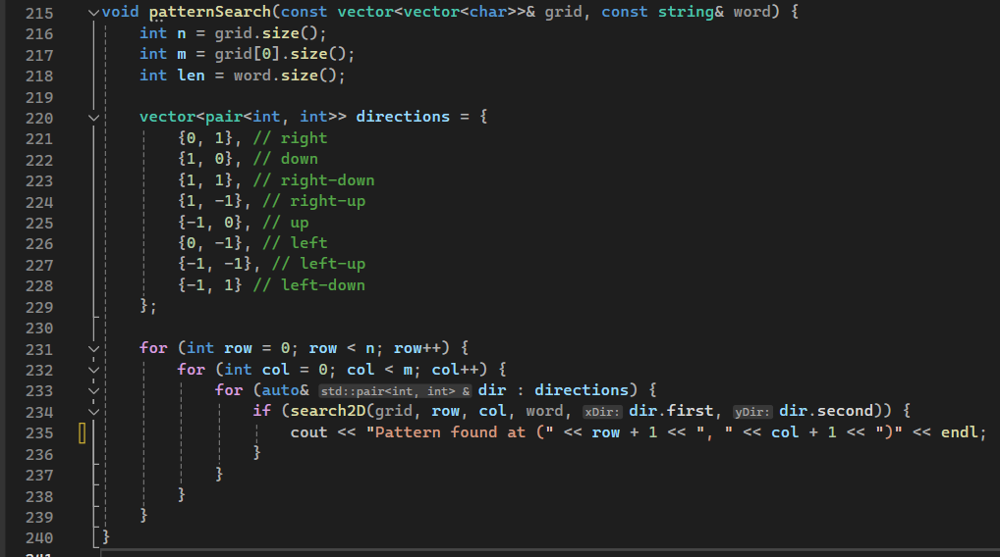 215 void patternSearch(const vector<vector<char>>& grid, const string& word) {
216 int n = grid.size();
217 int m = grid[0].size();
218 int len = word.size();
219
220 vector<pair<int, int>> directions = {
221 {0, 1}, // right
222 {1, 0}, // down
223 {1, 1}, // right-down
224 {1, -1}, // right-up
225 {-1, 0}, // up
226 {0, -1}, // left
227 {-1, -1}, // left-up
228 {-1, 1} // left-down
229 };
230
231 for (int row = 0; row < n; row++) {
232 for (int col = 0; col < m; col++) {
233 for (auto& std::pair<int, int> & dir : directions) {
234 if (search2D(grid, row, col, word, xDir: dir.first, yDir: dir.second)) {
235 cout << "Pattern found at (" << row + 1 << ", " << col + 1 << ")" << endl;
236 }
237 }
238 }
239 }
240 }
241